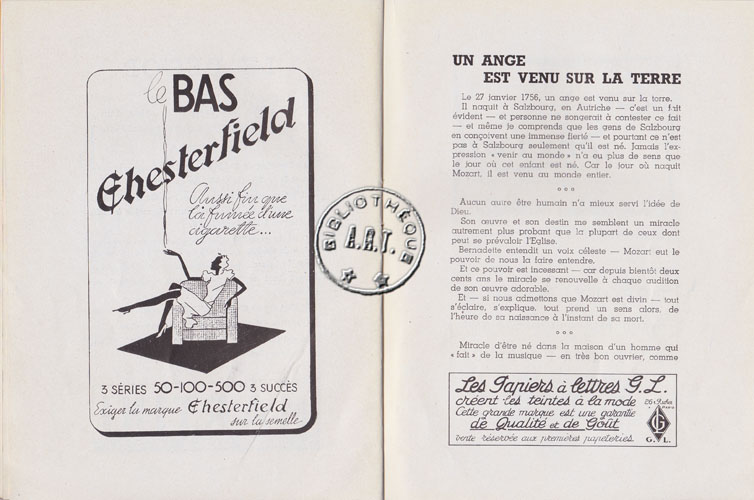 le BAS
Chesterfield
Aussi fin que
la fumée d'une
cigarette...
3 SÉRIES 50-100-500 3 SUCCÈS
Exiger la marque Chesterfield
sur la semelle
BIBLIOTHÈQUE
A.R.T.
UN ANGE
EST VENU SUR LA TERRE
Le 27 janvier 1756, un ange est venu sur la terre.
Il naquit à Salzbourg, en Autriche — c'est un fait
évident — et personne ne songerait à contester ce fait
— et même je comprends que les gens de Salzbourg
en conçoivent une immense fierté — et pourtant ce n'est
pas à Salzbourg seulement qu'il est né. Jamais l'ex-
pression « venir au monde » n'a eu plus de sens que
le jour où cet enfant est né. Car le jour où naquit
Mozart, il est venu au monde entier.
Aucun autre être humain n'a mieux servi l'idée de
Dieu.
Son œuvre et son destin me semblent un miracle
autrement plus probant que la plupart de ceux dont
peut se prévaloir l'Eglise.
Bernadette entendit un voix céleste — Mozart eut le
pouvoir de nous la faire entendre.
Et ce pouvoir est incessant — car depuis bientôt deux
cents ans le miracle se renouvelle à chaque audition
de son œuvre adorable.
Et — si nous admettons que Mozart est divin — tout
s'éclaire, s'explique, tout prend un sens alors, de
l'heure de sa naissance à l'instant de sa mort.
Miracle d'être né dans la maison d'un homme qui
« fait » de la musique — en très bon ouvrier, comme
Les Papiers à lettres G.L.
créent les teintes à la mode
Cette grande marque est une garantie
de Qualité et de Goût
vente réservée aux premières papeteries.
G
G. L.